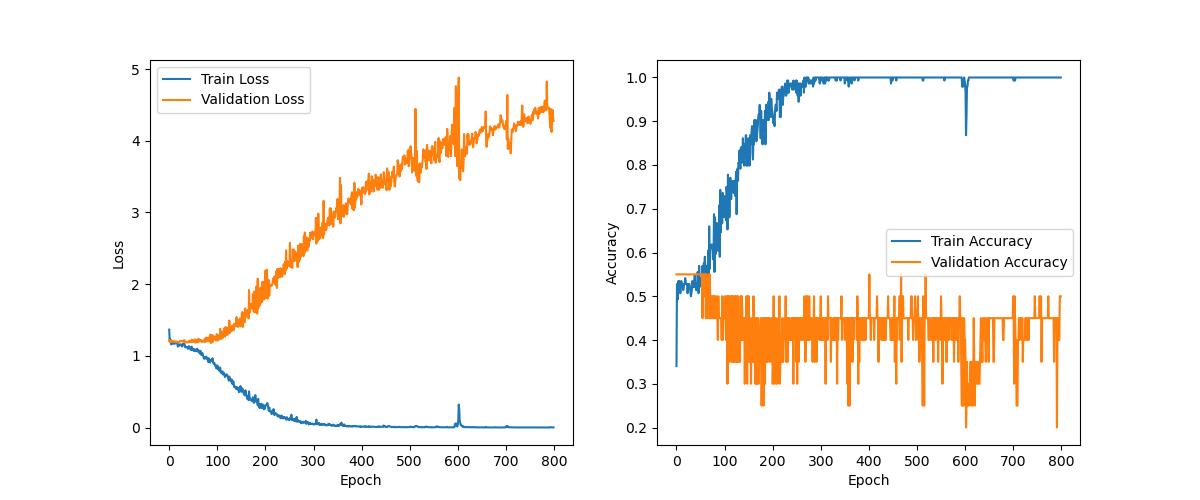 Train Loss
Validation Loss
5
4
3
2
1
0
Loss
0 100 200 300 400 500 600 700 800
Epoch
1.0
0.9
0.8
0.7
0.6
0.5
0.4
0.3
0.2
Accuracy
Train Accuracy
Validation Accuracy
0 100 200 300 400 500 600 700 800
Epoch